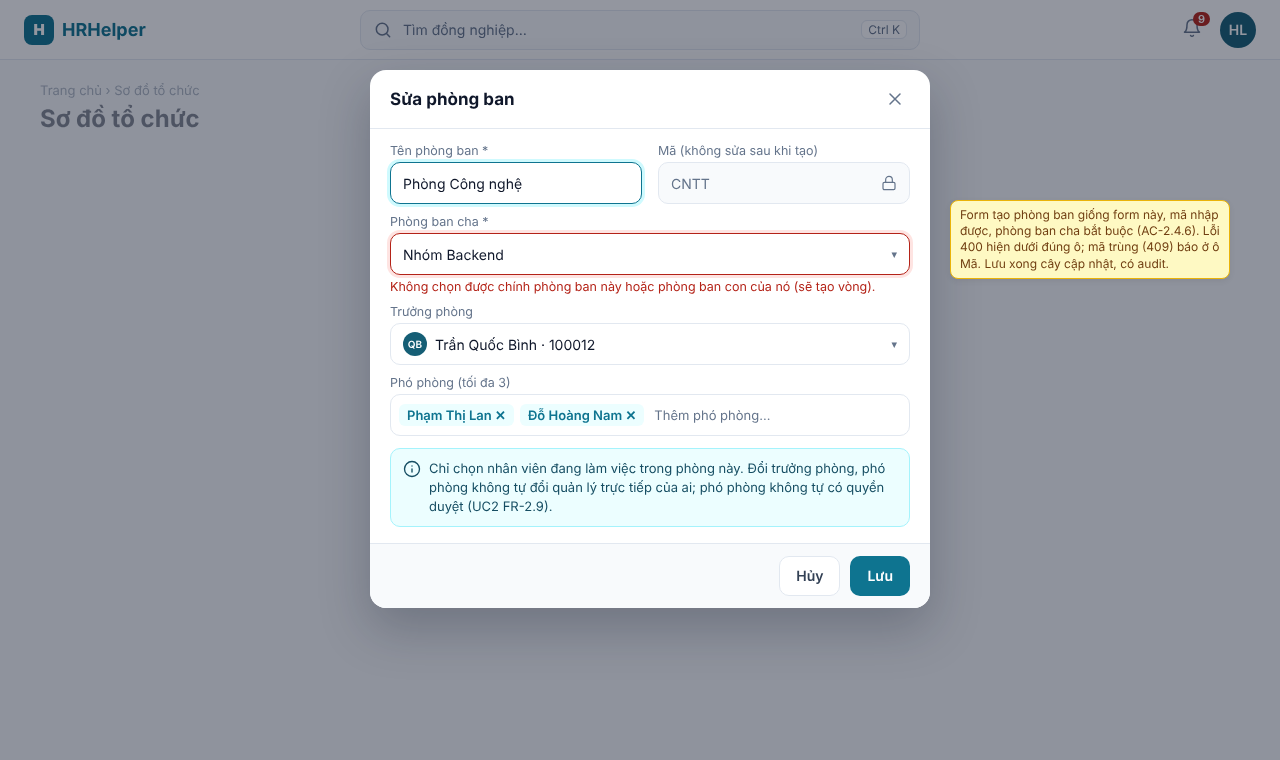 H HRHelper
Tìm đồng nghiệp...
Ctrl K
9
HL
Trang chủ › Sơ đồ tổ chức
Sơ đồ tổ chức
Sửa phòng ban
Tên phòng ban *
Mã (không sửa sau khi tạo)
Phòng Công nghệ
CNTT
Phòng ban cha *
Nhóm Backend
Không chọn được chính phòng ban này hoặc phòng ban con của nó (sẽ tạo vòng).
Trưởng phòng
QB Trần Quốc Bình · 100012
Phó phòng (tối đa 3)
Phạm Thị Lan ✕ Đỗ Hoàng Nam ✕ Thêm phó phòng...
Chỉ chọn nhân viên đang làm việc trong phòng này. Đổi trưởng phòng, phó
phòng không tự đổi quản lý trực tiếp của ai; phó phòng không tự có quyền
duyệt (UC2 FR-2.9).
Hủy
Lưu
Form tạo phòng ban giống form này, mã nhập
được, phòng ban cha bắt buộc (AC-2.4.6). Lỗi
400 hiện dưới đúng ô; mã trùng (409) báo ở ô
Mã. Lưu xong cây cập nhật, có audit.